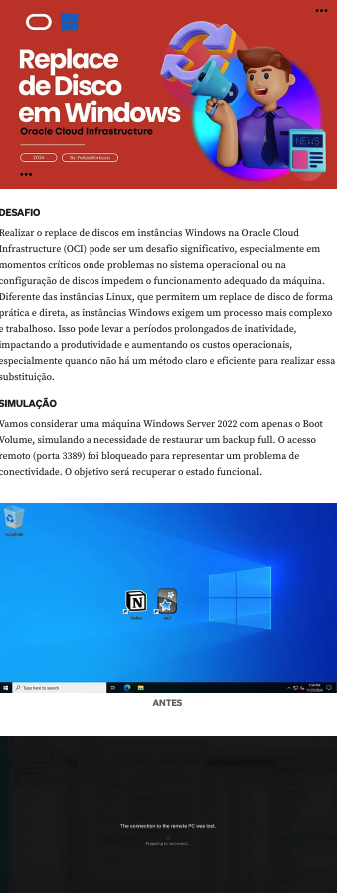 Replace
de Disco
em Windows
Oracle Cloud Infrastructure
By: FelipeBarboza
NEWS
DESAFIO
Realizar o replace de discos em instâncias Windows na Oracle Cloud
Infrastructure (OCI) pode ser um desafio significativo, especialmente em
momentos críticos onde problemas no sistema operacional ou na
configuração de discos impedem o funcionamento adequado da máquina.
Diferente das instâncias Linux, que permitem um replace de disco de forma
prática e direta, as instâncias Windows exigem um processo mais complexo
e trabalhoso. Isso pode levar a períodos prolongados de inatividade,
impactando a produtividade e aumentando os custos operacionais,
especialmente quando não há um método claro e eficiente para realizar essa
substituição.
SIMULAÇÃO
Vamos considerar uma máquina Windows Server 2022 com apenas o Boot
Volume, simulando a necessidade de restaurar um backup full. O acesso
remoto (porta 3389) foi bloqueado para representar um problema de
conectividade. O objetivo será recuperar o estado funcional.
Type here to search
ANTES
The connection to the remote PC was lost.
Preparing to reconnect...